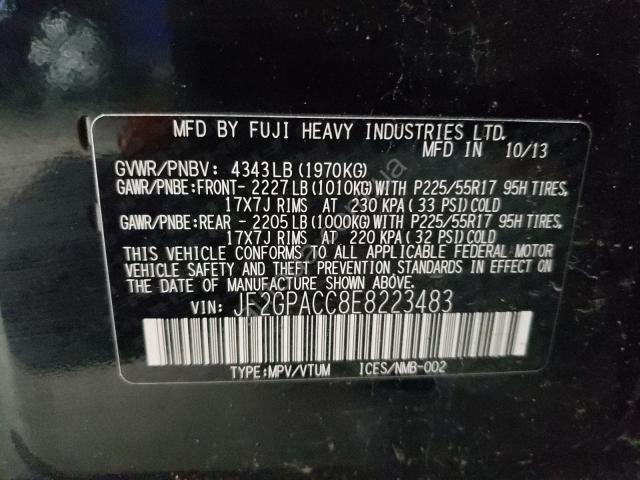 MFD BY FUJI HEAVY INDUSTRIES LTD.
MFD IN 10/13
GVWR/PNBV: 4343LB (1970KG)
GAWR/PNBE:FRONT- 2227LB(1010KG)WITH P225/55R17 95H TIRES,
17X7J RIMS AT 230 KPA( 33 PSI)COLD
GAWR/PNBE:REAR - 2205LB(1000KG)WITH P225/55R17 95H TIRES,
17X7J RIMS AT 220 KPA( 32 PSI)COLD
THIS VEHICLE CONFORMS TO ALL APPLICABLE FEDERAL MOTOR
VEHICLE SAFETY AND THEFT PREVENTION STANDARDS IN EFFECT ON
THE DATE OF MANUFACTURE SHOWN ABOVE.
VIN: JF2GPACC8E8223483
TYPE:MPV/VTUM ICES/NMB-002